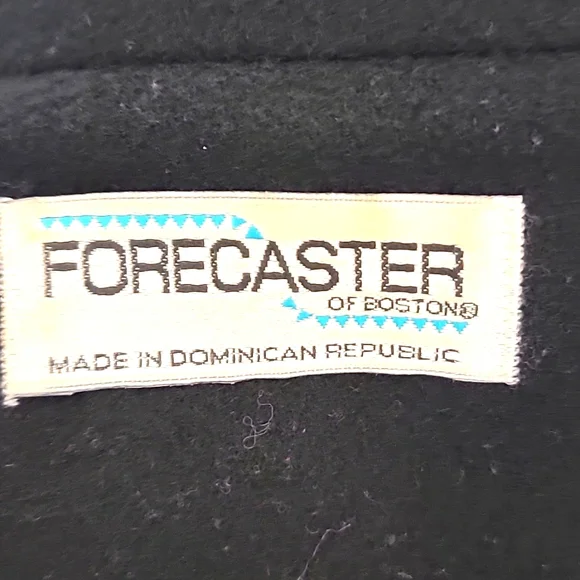 FORECASTER
OF BOSTON®
MADE IN DOMINICAN REPUBLIC